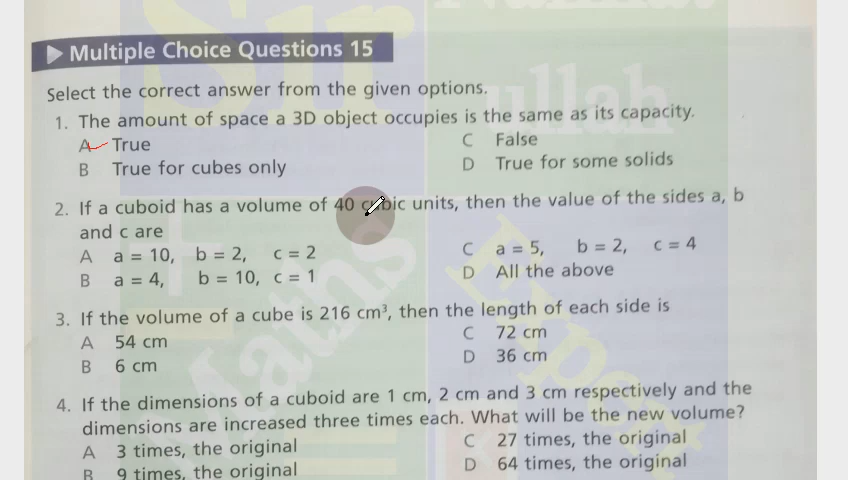 Multiple Choice Questions 15
Select the correct answer from the given options.
1. The amount of space a 3D object occupies is the same as its capacity.
A True
B True for cubes only
C False
D True for some solids
2. If a cuboid has a volume of 40 cubic units, then the value of the sides a, b
and c are
A a = 10, b = 2, c = 2
B a = 4, b = 10, c = 1
C a = 5, b = 2, c = 4
D All the above
3. If the volume of a cube is 216 cm³, then the length of each side is
A 54 cm
B 6 cm
C 72 cm
D 36 cm
4. If the dimensions of a cuboid are 1 cm, 2 cm and 3 cm respectively and the
dimensions are increased three times each. What will be the new volume?
A 3 times, the original
B 9 times, the original
C 27 times, the original
D 64 times, the original
Sir
ullah
Maths
Expert